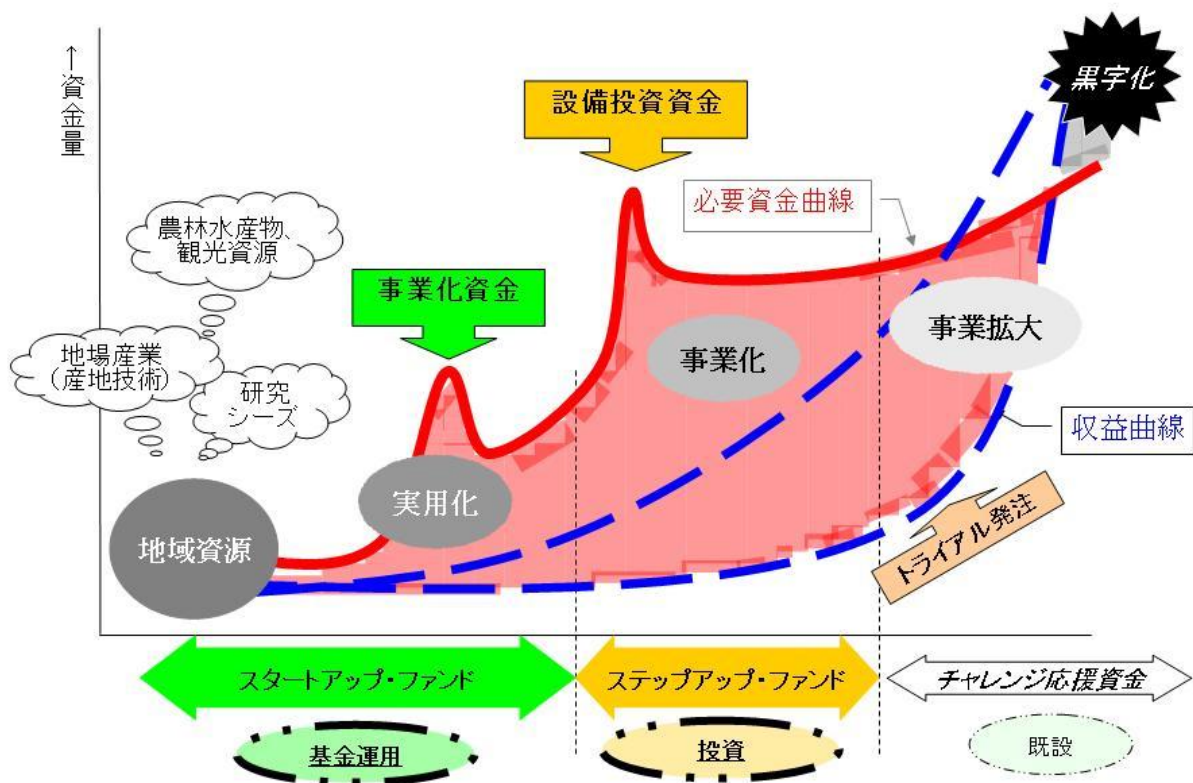 ↑資金量
黒字化
設備投資資金
必要資金曲線
農林水産物、
観光資源
事業化資金
地場産業
(産地技術)
研究
シーズ
事業化
事業拡大
収益曲線
実用化
地域資源
トライアル発注
スタートアップ・ファンド
ステップアップ・ファンド
チャレンジ応援資金
基金運用
投資
既設